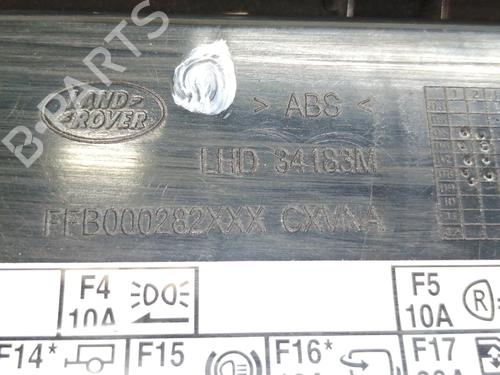 B-PARTS
LAND-
-ROVER
> ABS <
LHD 34183M
FFB000282XXX CXVNA
F4
10A
F5
10A
R
F14*
F15
F16*
F17